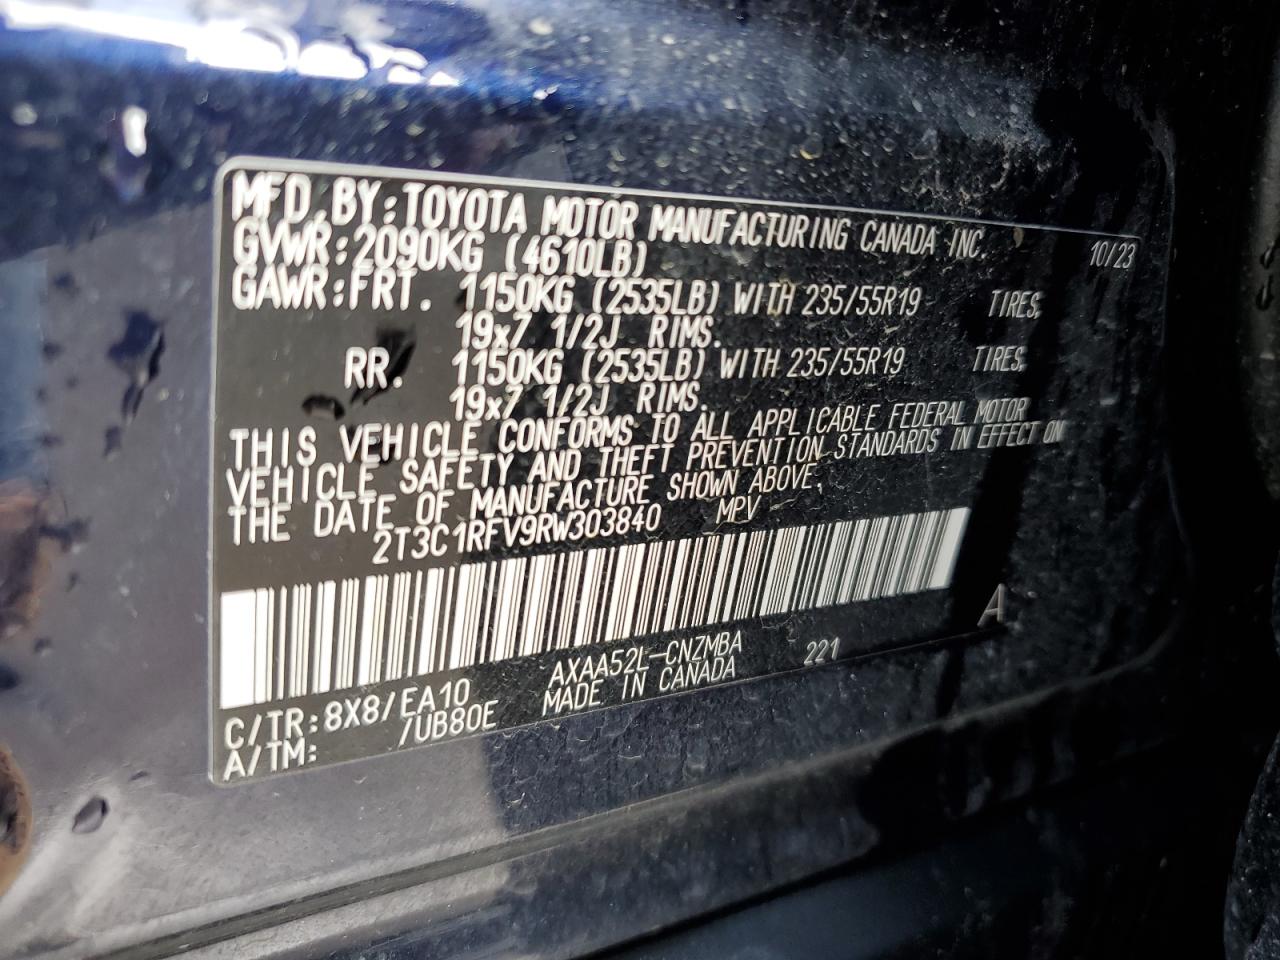 MFD.BY:TOYOTA MOTOR MANUFACTURING CANADA INC. 10/23
GVWR:2090KG (4610LB)
GAWR:FRT. 1150KG (2535LB) WITH 235/55R19 TIRES,
19x7 1/2J RIMS.
RR. 1150KG (2535LB) WITH 235/55R19 TIRES,
19x7 1/2J RIMS.
THIS VEHICLE CONFORMS TO ALL APPLICABLE FEDERAL MOTOR
VEHICLE SAFETY AND THEFT PREVENTION STANDARDS IN EFFECT ON
THE DATE OF MANUFACTURE SHOWN ABOVE.
2T3C1RFV9RW303840 MPV
A
C/TR:8X8/EA10 AXAA52L-CNZMBA 221
A/TM: /UB80E MADE IN CANADA